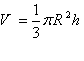 V = 1/3 πR²h